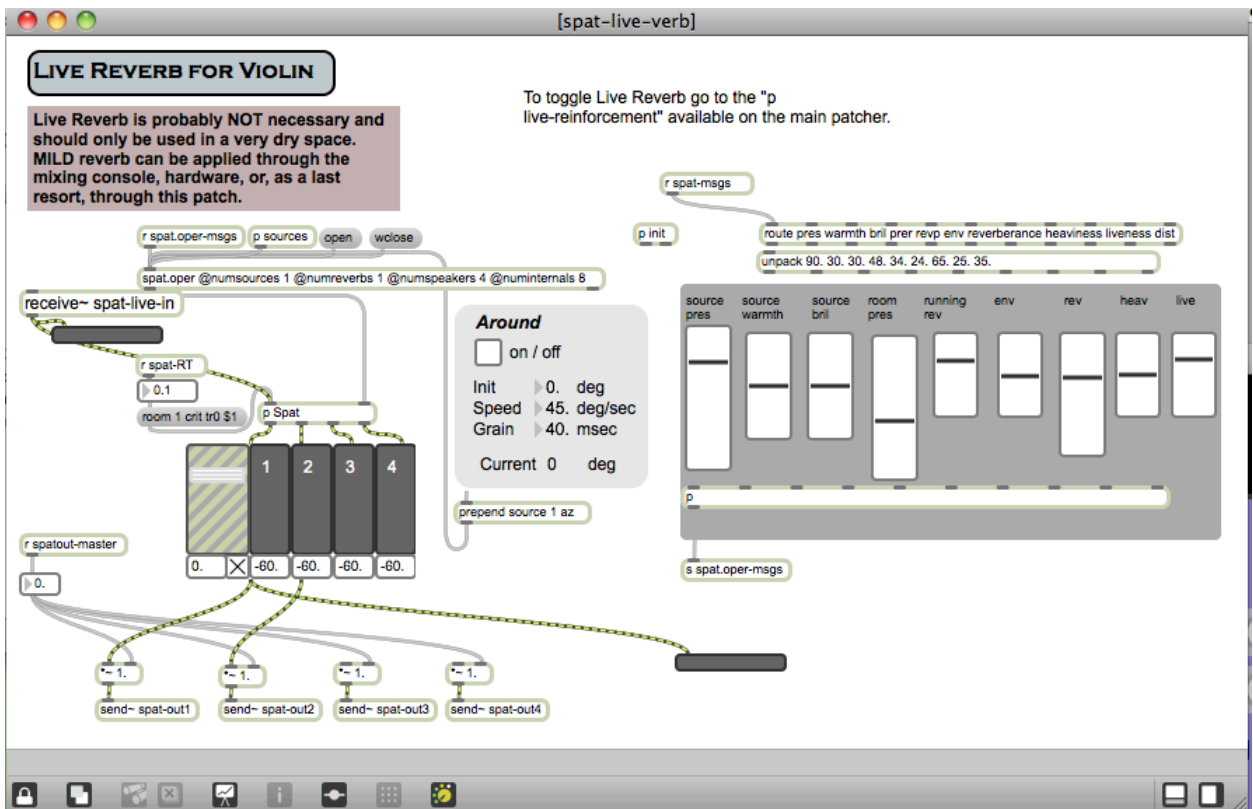 [spat-live-verb]
LIVE REVERB FOR VIOLIN
Live Reverb is probably NOT necessary and
should only be used in a very dry space.
MILD reverb can be applied through the
mixing console, hardware, or, as a last
resort, through this patch.
To toggle Live Reverb go to the "p
live-reinforcement" available on the main patcher.
r spat-msgs
r spat.oper-msgs
p sources
open
wclose
p init
route pres warmth bril prer revp env reverberance heaviness liveness dist
unpack 90. 30. 30. 48. 34. 24. 65. 25. 35.
spat.oper @numsources 1 @numreverbs 1 @numspeakers 4 @numinternals 8
receive~ spat-live-in
r spat-RT
0.1
room 1 crit tr0 $1
p Spat
1
2
3
4
0.
-60.
-60.
-60.
-60.
Around
on / off
Init 0. deg
Speed 45. deg/sec
Grain 40. msec
Current 0 deg
prepend source 1 az
source
pres
source
warmth
source
bril
room
pres
running
rev
env
rev
heav
live
p
s spat.oper-msgs
r spatout-master
0.
*~ 1.
*~ 1.
*~ 1.
*~ 1.
send~ spat-out1
send~ spat-out2
send~ spat-out3
send~ spat-out4